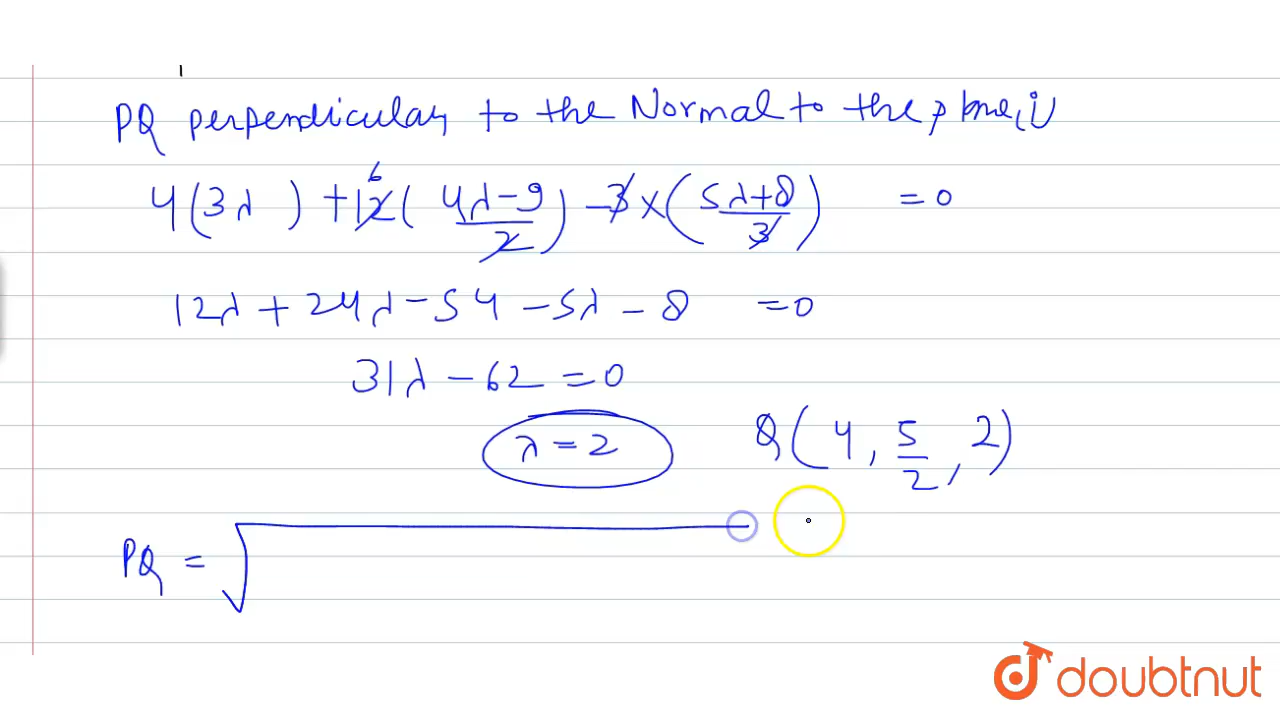 PQ perpendicular to the Normal to the plane, (i)
4(3λ) + 12( (4λ-9)/2 ) - 3 × ( (5λ+8)/3 ) = 0
6
12λ + 24λ - 54 - 5λ - 8 = 0
31λ - 62 = 0
λ = 2 Q(4, 5/2, 2)
PQ = √
doubtnut